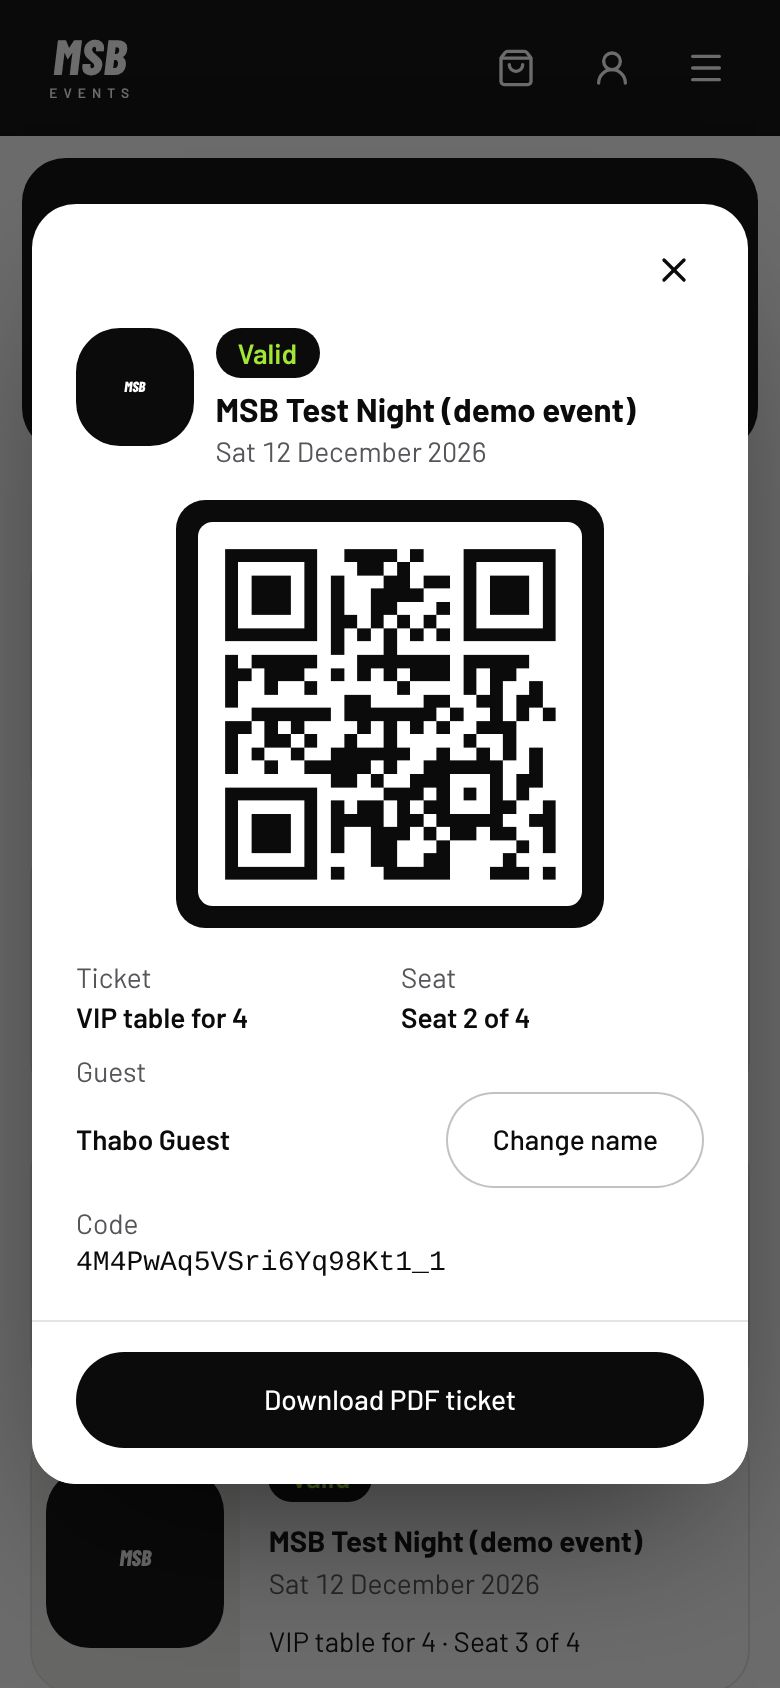 MSB
EVENTS
MSB
Valid
MSB Test Night (demo event)
Sat 12 December 2026
Ticket
VIP table for 4
Seat
Seat 2 of 4
Guest
Thabo Guest
Change name
Code
4M4PwAq5VSri6Yq98Kt1_1
Download PDF ticket
Valid
MSB
MSB Test Night (demo event)
Sat 12 December 2026
VIP table for 4 · Seat 3 of 4